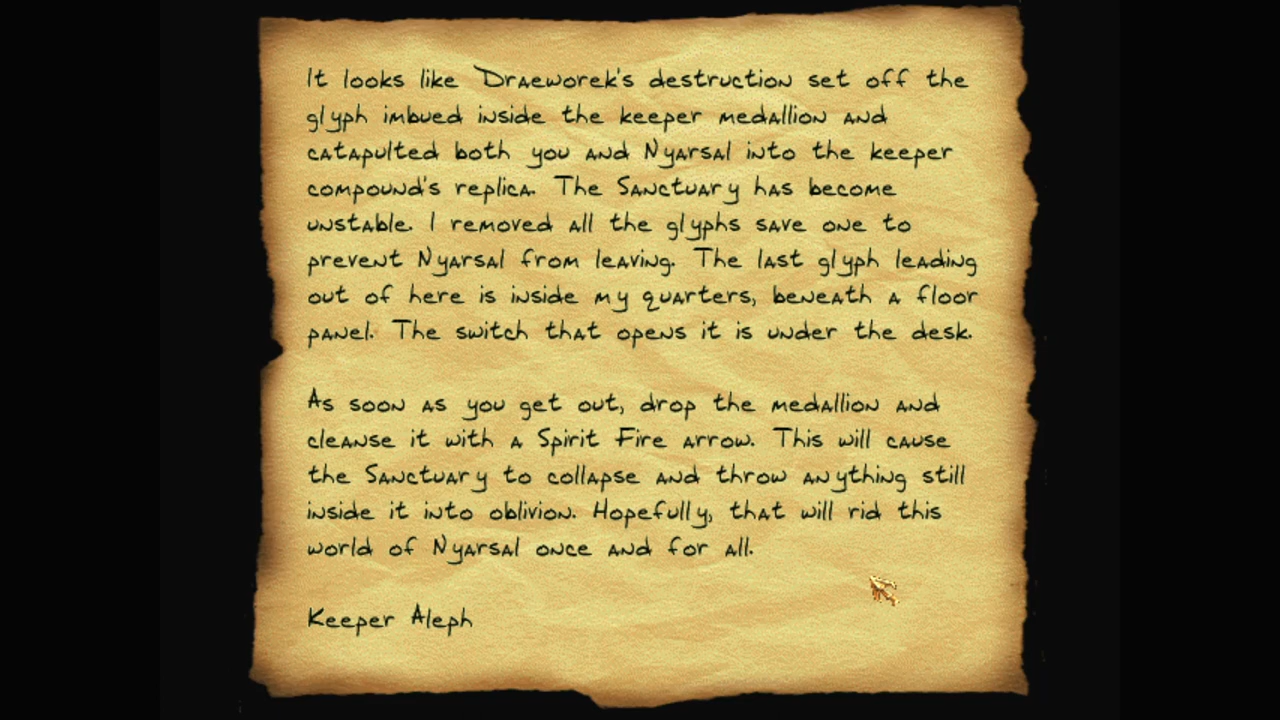 It looks like Draeworek's destruction set off the
glyph imbued inside the keeper medallion and
catapulted both you and Nyarsal into the keeper
compound's replica. The Sanctuary has become
unstable. I removed all the glyphs save one to
prevent Nyarsal from leaving. The last glyph leading
out of here is inside my quarters, beneath a floor
panel. The switch that opens it is under the desk.
As soon as you get out, drop the medallion and
cleanse it with a Spirit Fire arrow. This will cause
the Sanctuary to collapse and throw anything still
inside it into oblivion. Hopefully, that will rid this
world of Nyarsal once and for all.
Keeper Aleph